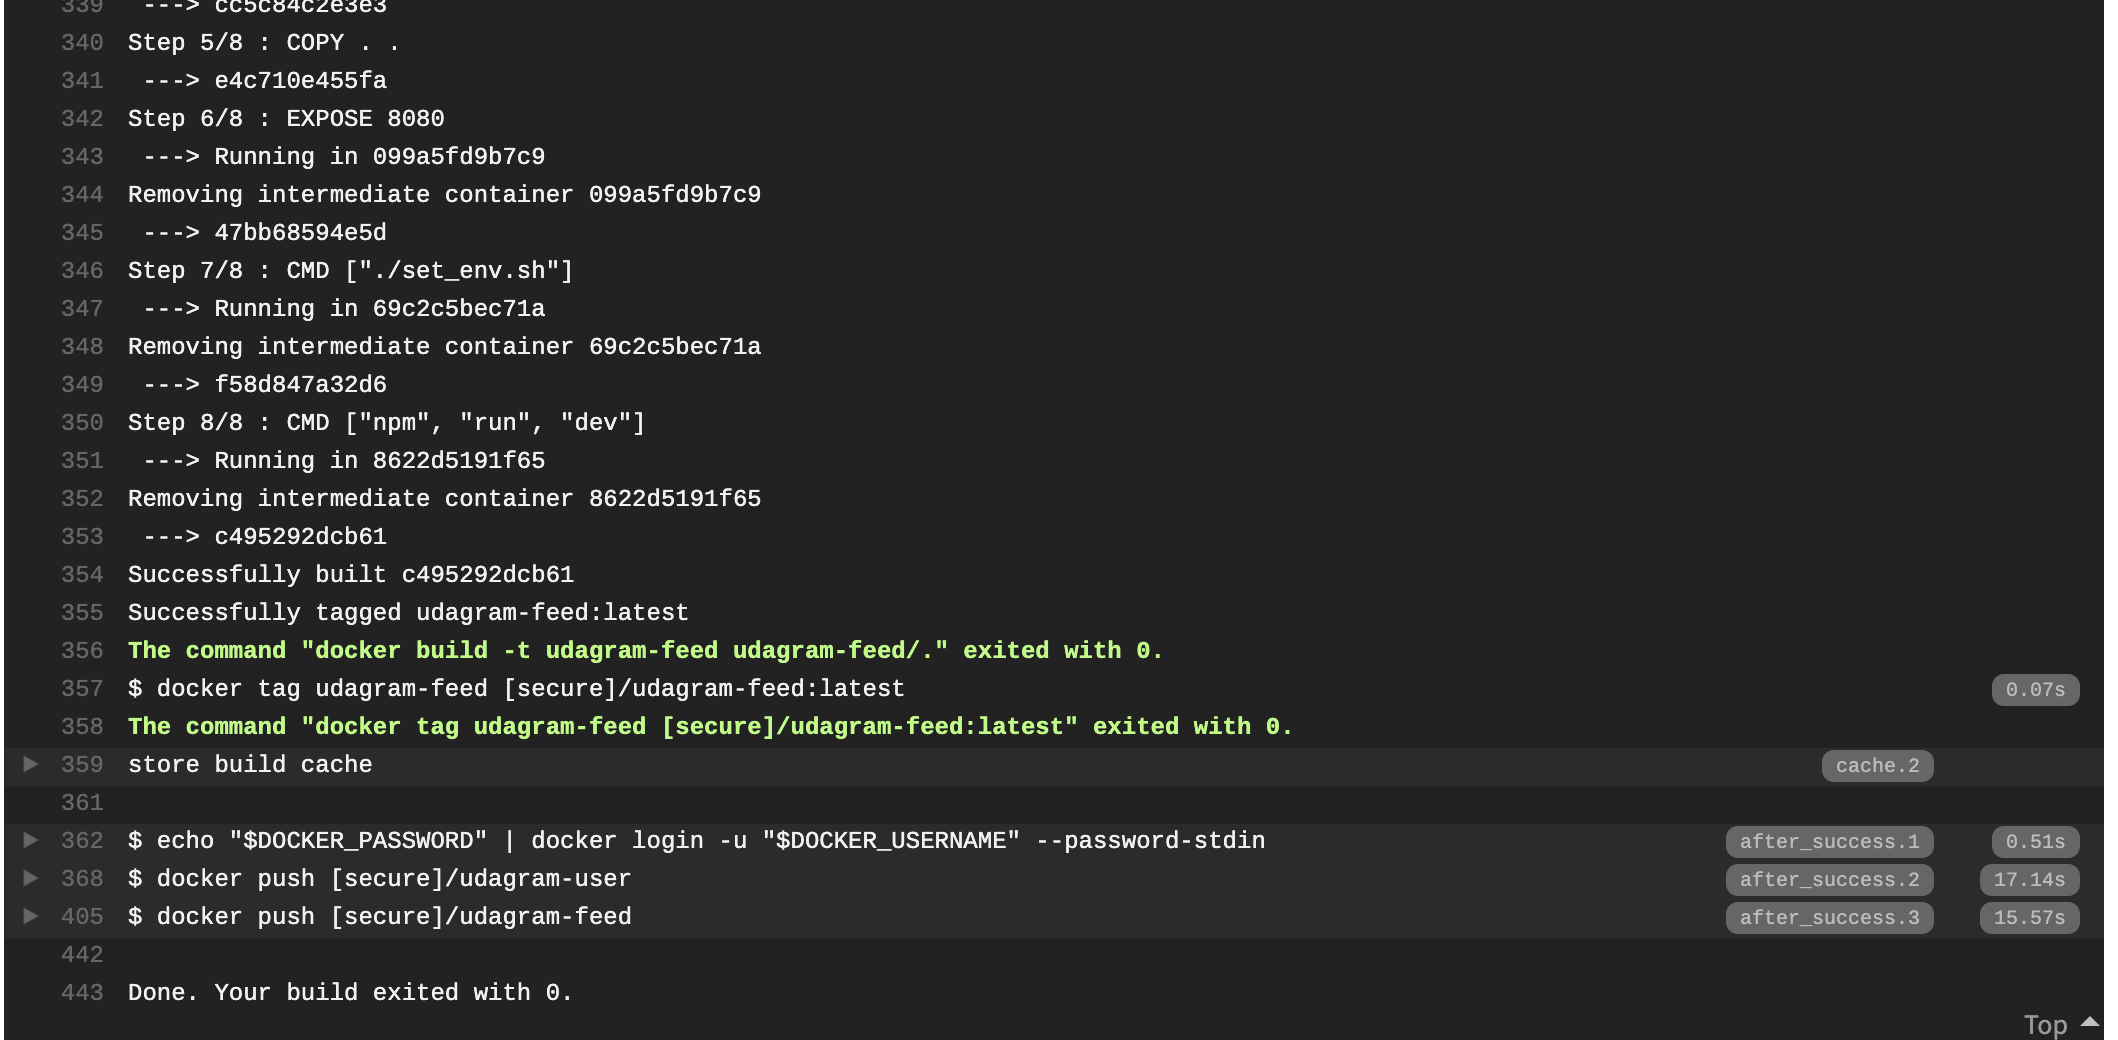 339 ---> cc5c84c2e3e3
340 Step 5/8 : COPY . .
341 ---> e4c710e455fa
342 Step 6/8 : EXPOSE 8080
343 ---> Running in 099a5fd9b7c9
344 Removing intermediate container 099a5fd9b7c9
345 ---> 47bb68594e5d
346 Step 7/8 : CMD ["./set_env.sh"]
347 ---> Running in 69c2c5bec71a
348 Removing intermediate container 69c2c5bec71a
349 ---> f58d847a32d6
350 Step 8/8 : CMD ["npm", "run", "dev"]
351 ---> Running in 8622d5191f65
352 Removing intermediate container 8622d5191f65
353 ---> c495292dcb61
354 Successfully built c495292dcb61
355 Successfully tagged udagram-feed:latest
356 The command "docker build -t udagram-feed udagram-feed/." exited with 0.
357 $ docker tag udagram-feed [secure]/udagram-feed:latest 0.07s
358 The command "docker tag udagram-feed [secure]/udagram-feed:latest" exited with 0.
359 store build cache cache.2
361
362 $ echo "$DOCKER_PASSWORD" | docker login -u "$DOCKER_USERNAME" --password-stdin after_success.1 0.51s
368 $ docker push [secure]/udagram-user after_success.2 17.14s
405 $ docker push [secure]/udagram-feed after_success.3 15.57s
442
443 Done. Your build exited with 0.
Top